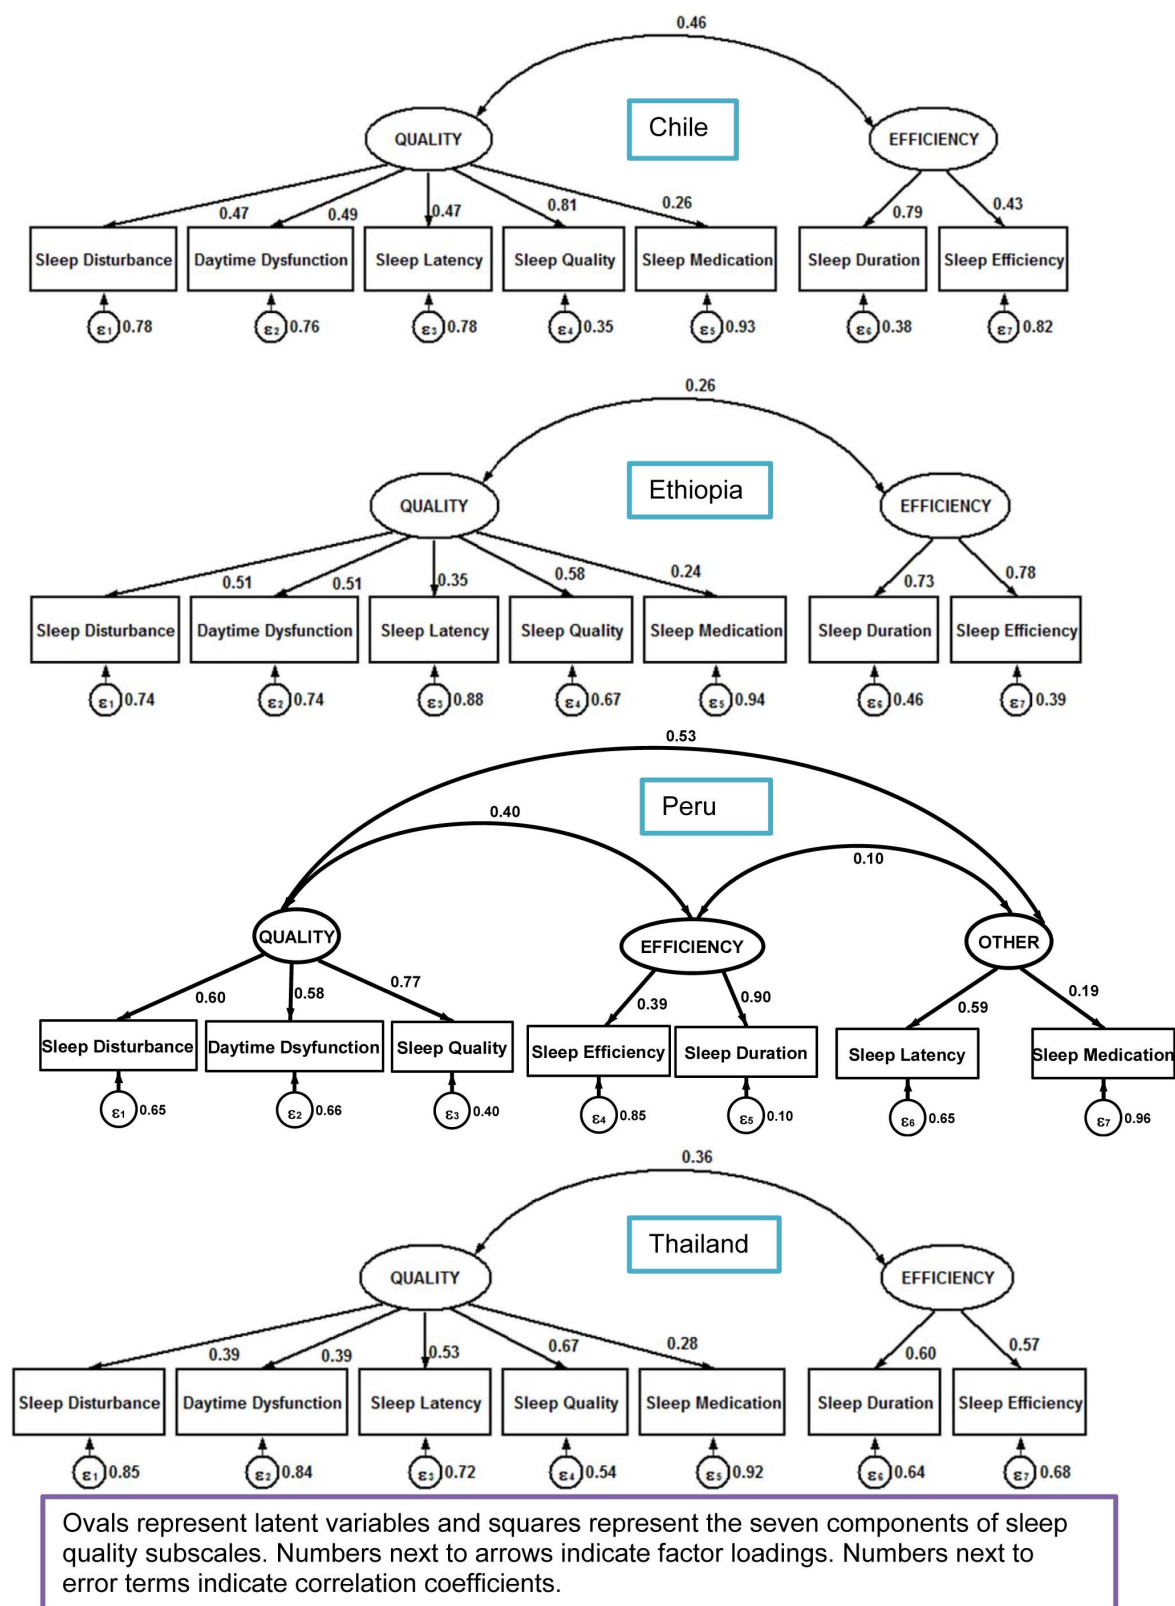 0.46
Chile
QUALITY
EFFICIENCY
0.47 0.49 0.47 0.81 0.26 0.79 0.43
Sleep Disturbance Daytime Dysfunction Sleep Latency Sleep Quality Sleep Medication Sleep Duration Sleep Efficiency
ε1 0.78 ε2 0.76 ε3 0.78 ε4 0.35 ε5 0.93 ε6 0.38 ε7 0.82
0.26
Ethiopia
QUALITY
EFFICIENCY
0.51 0.51 0.35 0.58 0.24 0.73 0.78
Sleep Disturbance Daytime Dysfunction Sleep Latency Sleep Quality Sleep Medication Sleep Duration Sleep Efficiency
ε1 0.74 ε2 0.74 ε3 0.88 ε4 0.67 ε5 0.94 ε6 0.46 ε7 0.39
0.53
Peru
0.40
0.10
QUALITY EFFICIENCY OTHER
0.60 0.58 0.77 0.39 0.90 0.59 0.19
Sleep Disturbance Daytime Dsyfunction Sleep Quality Sleep Efficiency Sleep Duration Sleep Latency Sleep Medication
ε1 0.65 ε2 0.66 ε3 0.40 ε4 0.85 ε5 0.10 ε6 0.65 ε7 0.96
0.36
Thailand
QUALITY
EFFICIENCY
0.39 0.39 0.53 0.67 0.28 0.60 0.57
Sleep Disturbance Daytime Dysfunction Sleep Latency Sleep Quality Sleep Medication Sleep Duration Sleep Efficiency
ε1 0.85 ε2 0.84 ε3 0.72 ε4 0.54 ε5 0.92 ε6 0.64 ε7 0.68
Ovals represent latent variables and squares represent the seven components of sleep
quality subscales. Numbers next to arrows indicate factor loadings. Numbers next to
error terms indicate correlation coefficients.